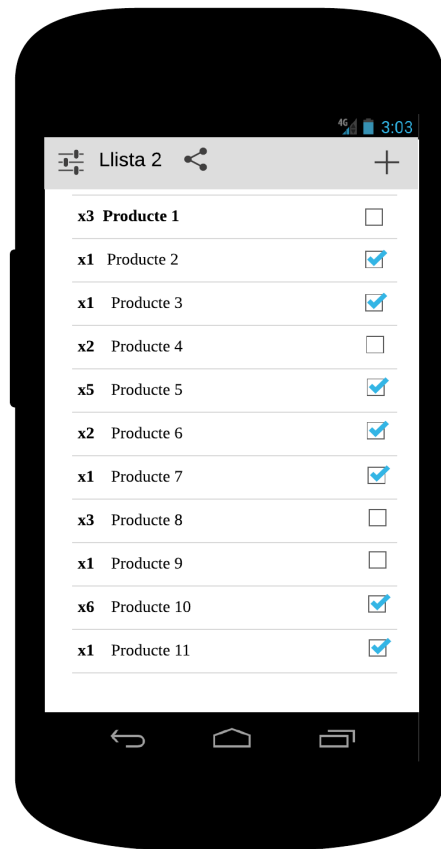 4G 3:03
Llista 2
x3 Producte 1
x1 Producte 2
x1 Producte 3
x2 Producte 4
x5 Producte 5
x2 Producte 6
x1 Producte 7
x3 Producte 8
x1 Producte 9
x6 Producte 10
x1 Producte 11